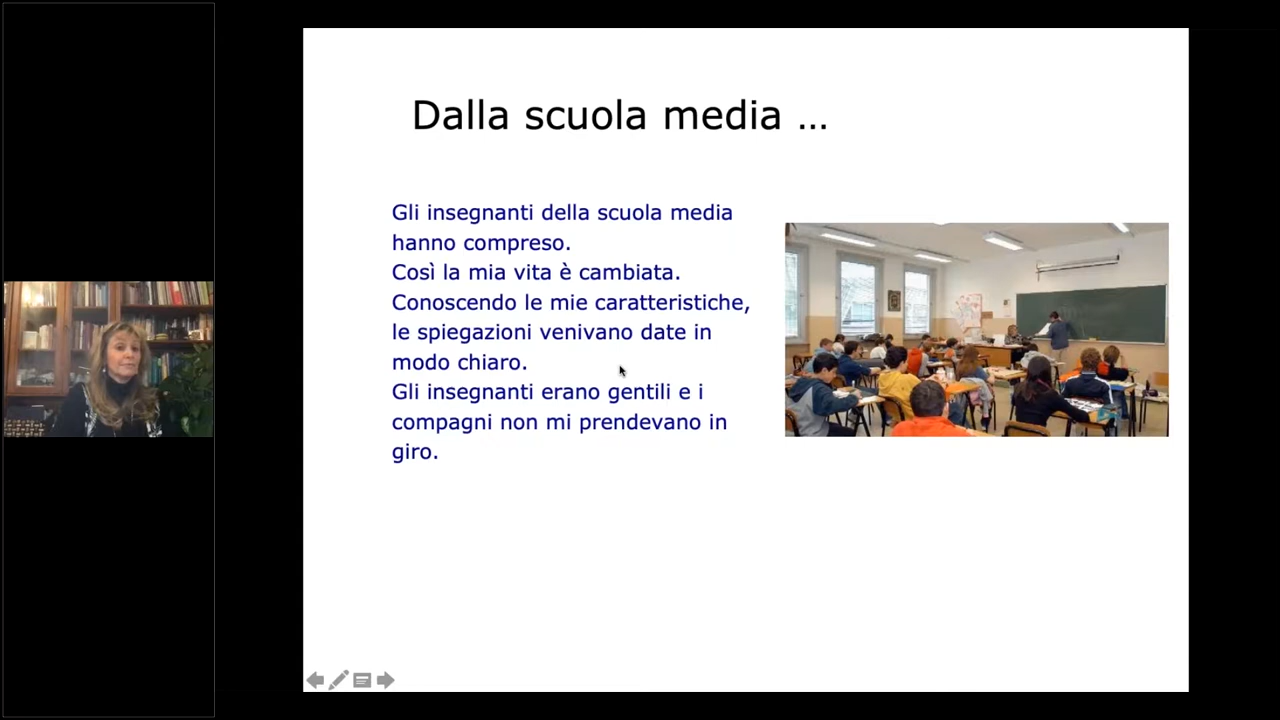 Dalla scuola media ...
Gli insegnanti della scuola media
hanno compreso.
Così la mia vita è cambiata.
Conoscendo le mie caratteristiche,
le spiegazioni venivano date in
modo chiaro.
Gli insegnanti erano gentili e i
compagni non mi prendevano in
giro.